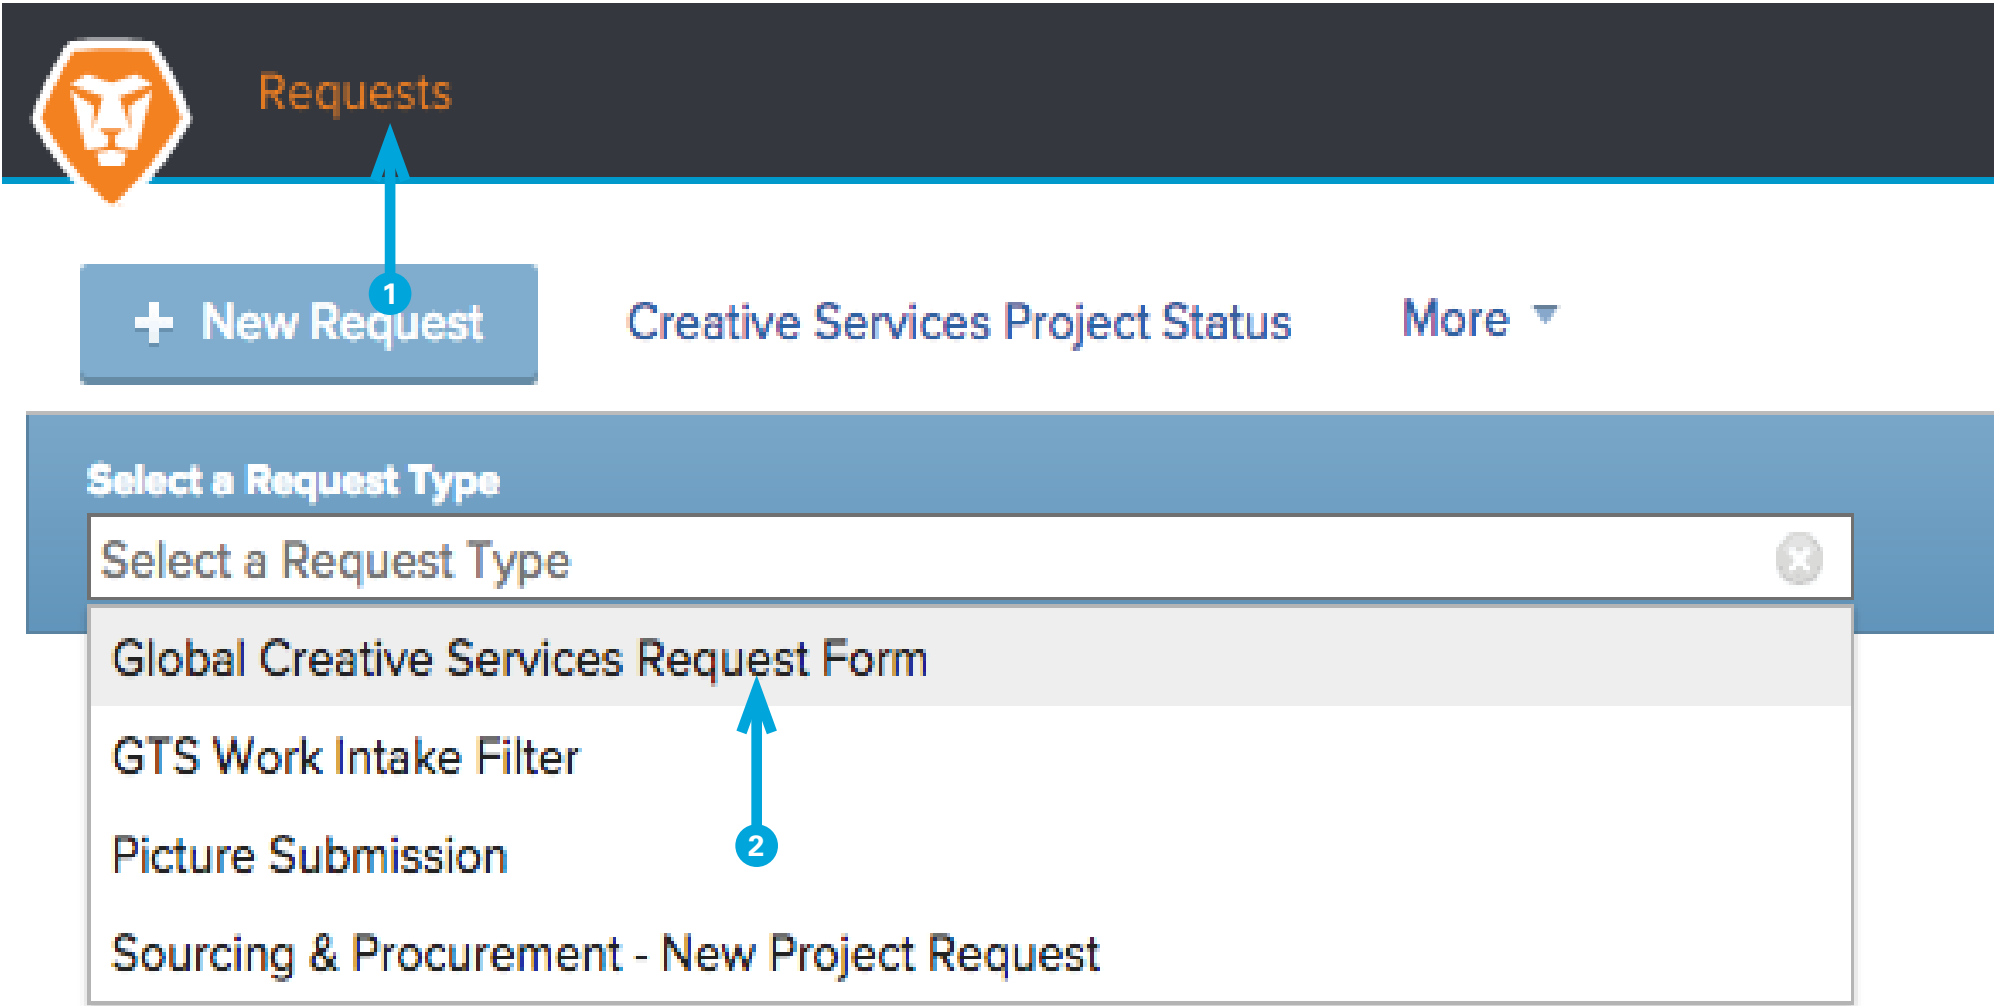 Requests
1
+ New Request
Creative Services Project Status
More
Select a Request Type
Select a Request Type
Global Creative Services Request Form
GTS Work Intake Filter
Picture Submission
2
Sourcing & Procurement - New Project Request